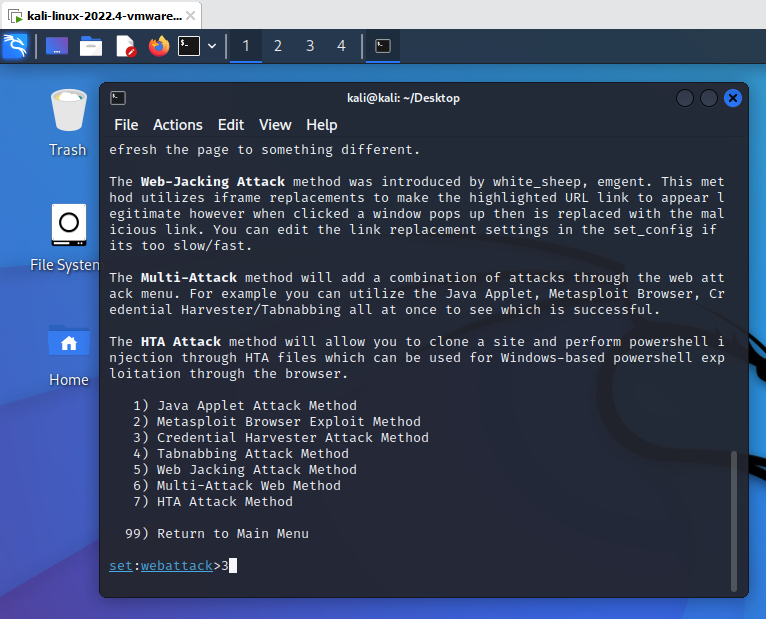 kali-linux-2022.4-vmware...
1 2 3 4
kali@kali: ~/Desktop
File Actions Edit View Help
Trash
File System
Home
efresh the page to something different.
The Web-Jacking Attack method was introduced by white_sheep, emgent. This met
hod utilizes iframe replacements to make the highlighted URL link to appear l
egitimate however when clicked a window pops up then is replaced with the mal
icious link. You can edit the link replacement settings in the set_config if
its too slow/fast.
The Multi-Attack method will add a combination of attacks through the web att
ack menu. For example you can utilize the Java Applet, Metasploit Browser, Cr
edential Harvester/Tabnabbing all at once to see which is successful.
The HTA Attack method will allow you to clone a site and perform powershell i
njection through HTA files which can be used for Windows-based powershell exp
loitation through the browser.
1) Java Applet Attack Method
2) Metasploit Browser Exploit Method
3) Credential Harvester Attack Method
4) Tabnabbing Attack Method
5) Web Jacking Attack Method
6) Multi-Attack Web Method
7) HTA Attack Method
99) Return to Main Menu
set:webattack>3